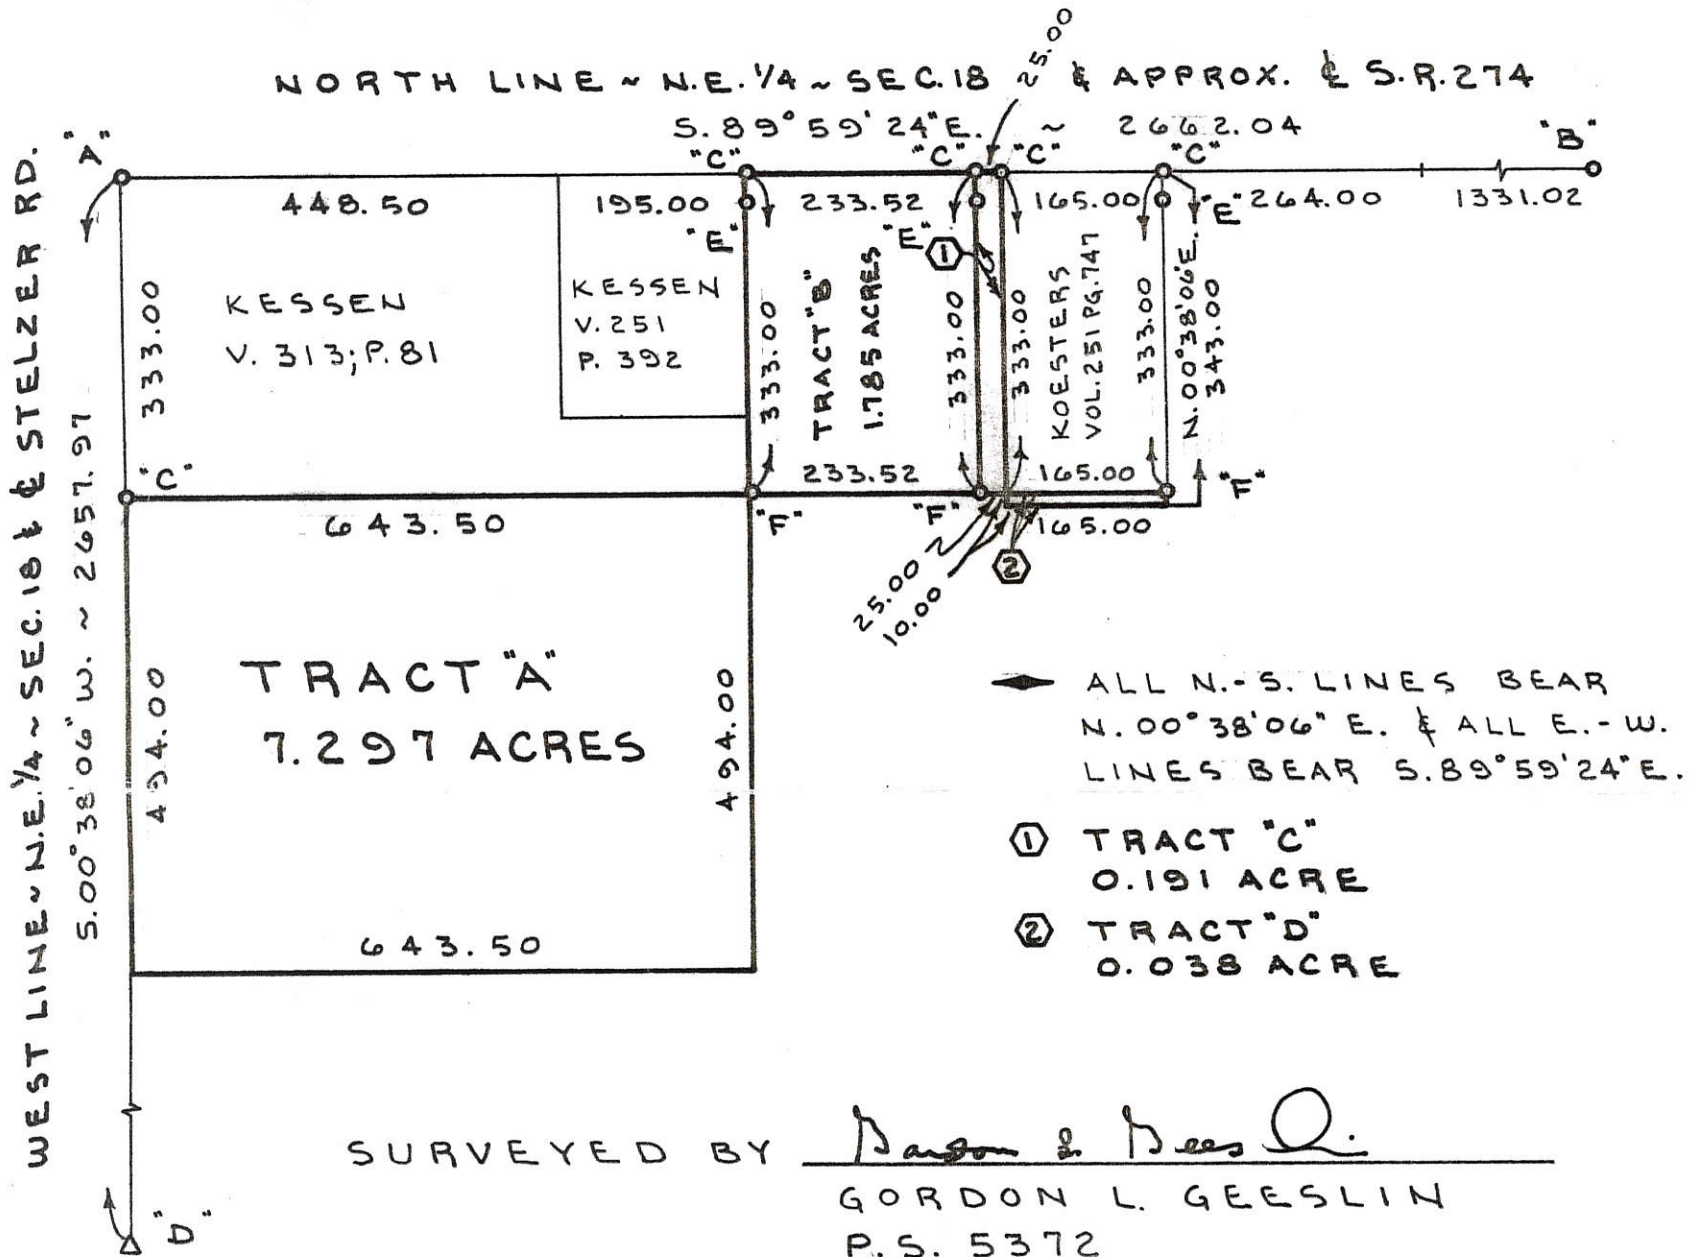 NORTH LINE ~ N.E. 1/4 ~ SEC. 18 & APPROX. ℄ S.R. 274
25.00
S. 89° 59' 24" E. ~ 2662.04
"A"
"C"
"C"
"C"
"C"
"B"
448.50
195.00
233.52
165.00
264.00
1331.02
"E"
"E"
"E"
1
WEST LINE ~ N.E. 1/4 ~ SEC. 18 & ℄ STELZER RD.
S.00° 38' 06" W. ~ 2657.97
333.00
KESSEN
V. 313; P. 81
KESSEN
V. 251
P. 392
333.00
TRACT "B"
1.785 ACRES
333.00
333.00
KOESTERS
VOL. 251 PG. 747
333.00
N. 00° 38' 06" E.
343.00
233.52
165.00
"C"
643.50
"F"
"F"
"F"
165.00
25.00
10.00
2
494.00
TRACT "A"
7.297 ACRES
494.00
643.50
ALL N.-S. LINES BEAR
N. 00° 38' 06" E. & ALL E.-W.
LINES BEAR S. 89° 59' 24" E.
1 TRACT "C"
0.191 ACRE
2 TRACT "D"
0.038 ACRE
"D"
SURVEYED BY
GORDON L. GEESLIN
P.S. 5372